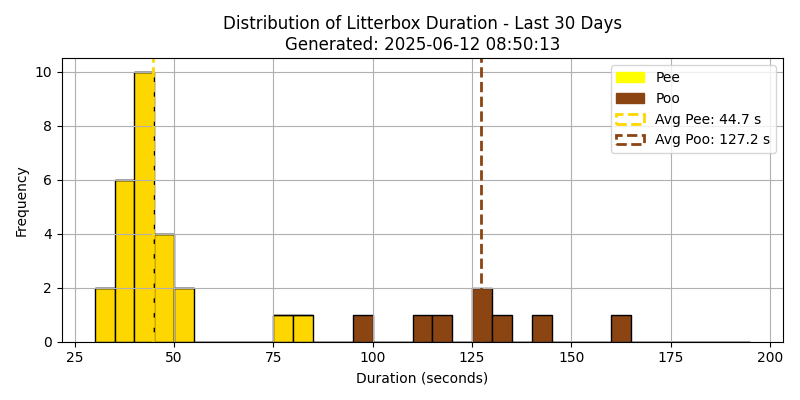 Distribution of Litterbox Duration - Last 30 Days
Generated: 2025-06-12 08:50:13
Pee
Poo
Avg Pee: 44.7 s
Avg Poo: 127.2 s
Frequency
10
8
6
4
2
0
25 50 75 100 125 150 175 200
Duration (seconds)